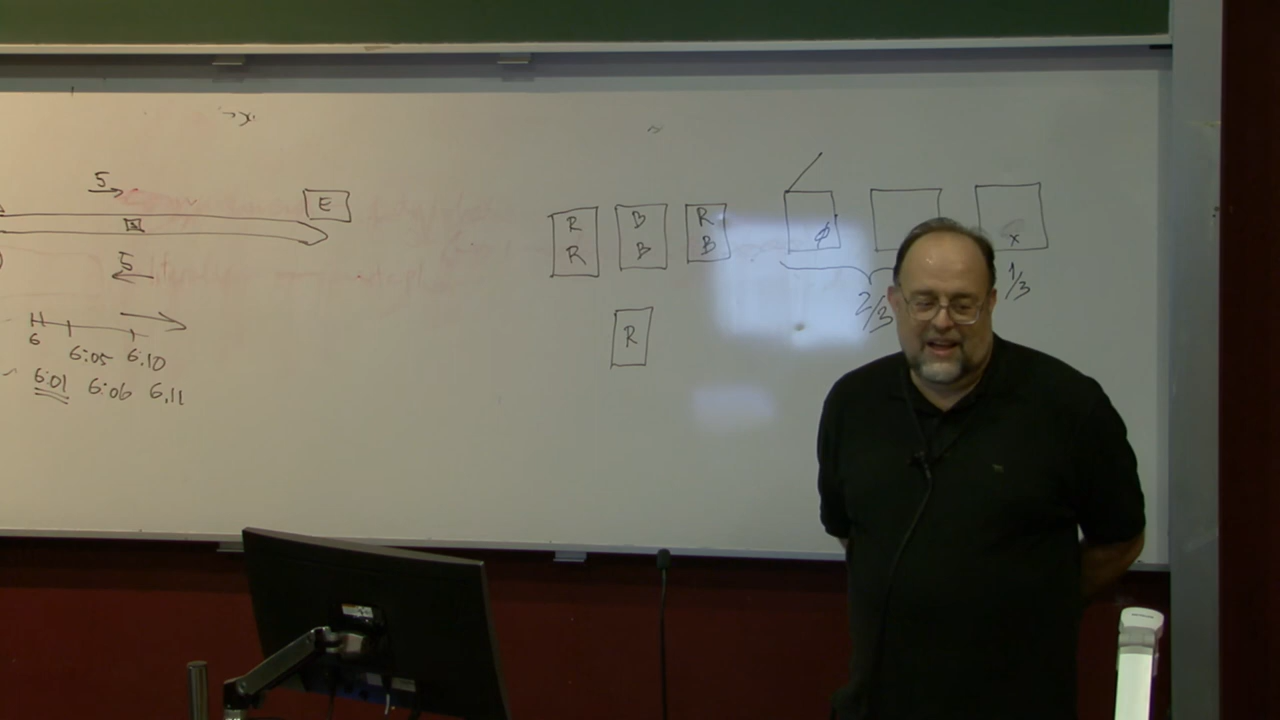 5
E
5
6
6:05 6.10
6:01 6:06 6.11
R B R
R B B
R
φ
x
2/3
1/3